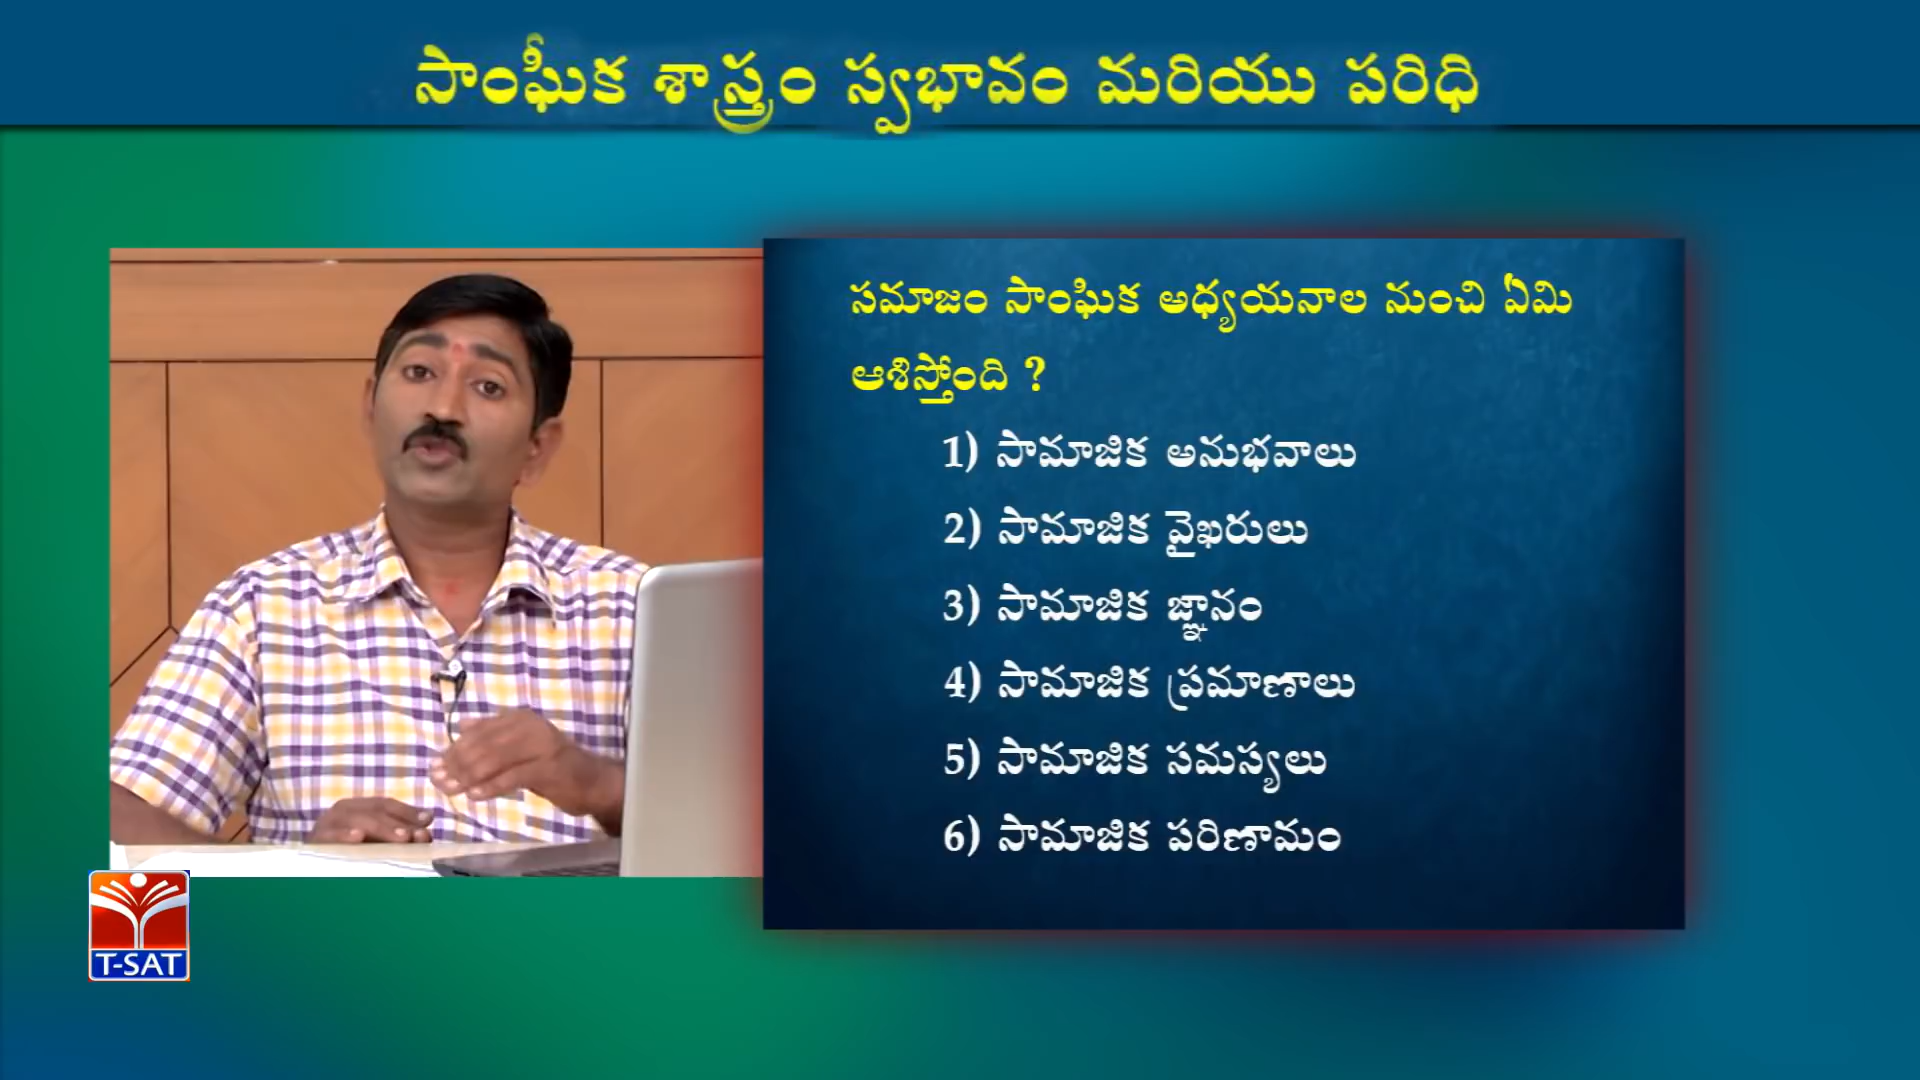 సాంఘీక శాస్త్రం స్వభావం మరియు పరిధి
సమాజం సాంఘిక అధ్యయనాల నుంచి ఏమి
ఆశిస్తోంది ?
1) సామాజిక అనుభవాలు
2) సామాజిక వైఖరులు
3) సామాజిక జ్ఞానం
4) సామాజిక ప్రమాణాలు
5) సామాజిక సమస్యలు
6) సామాజిక పరిణామం
T-SAT